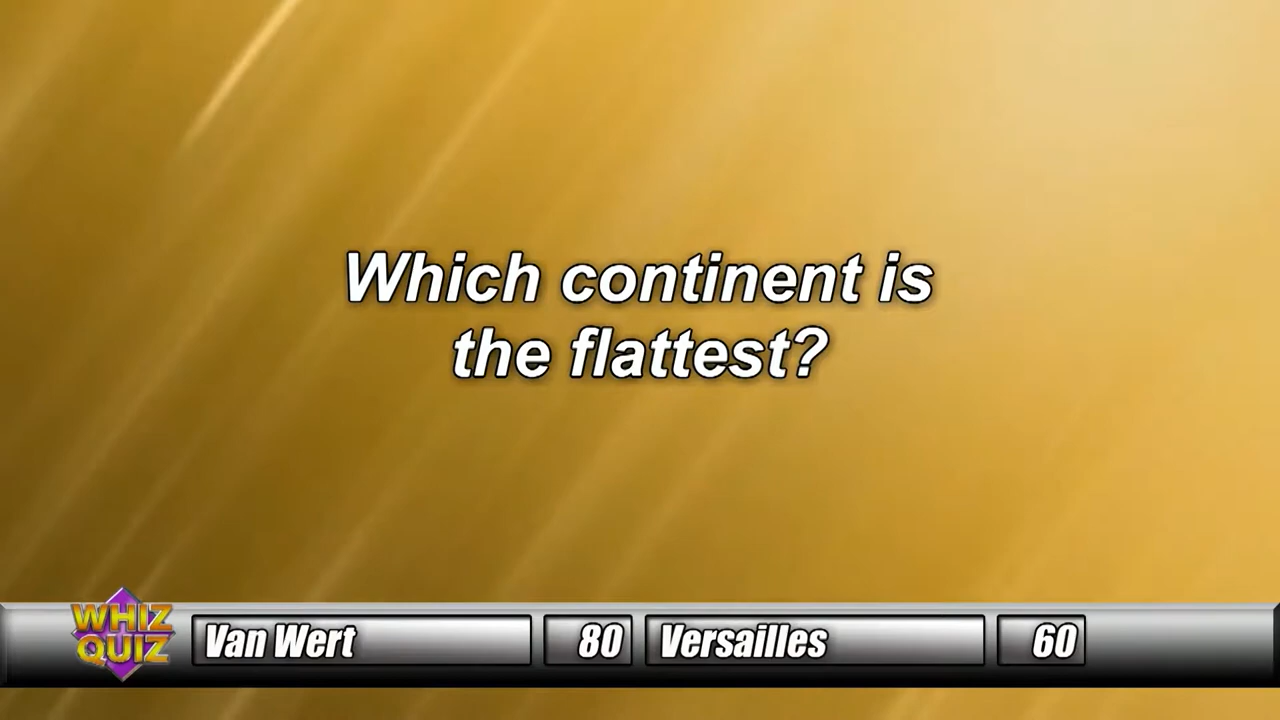 Which continent is
the flattest?
WHIZ
QUIZ
Van Wert 80 Versailles 60